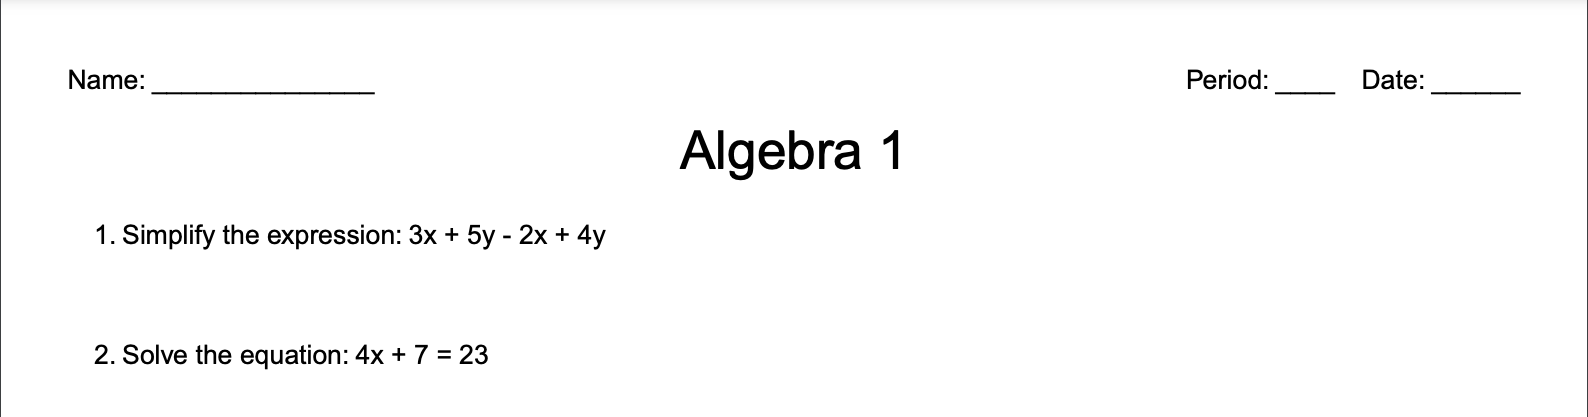 Name: _______________ Period: ____ Date: ______
Algebra 1
1. Simplify the expression: 3x + 5y - 2x + 4y
2. Solve the equation: 4x + 7 = 23